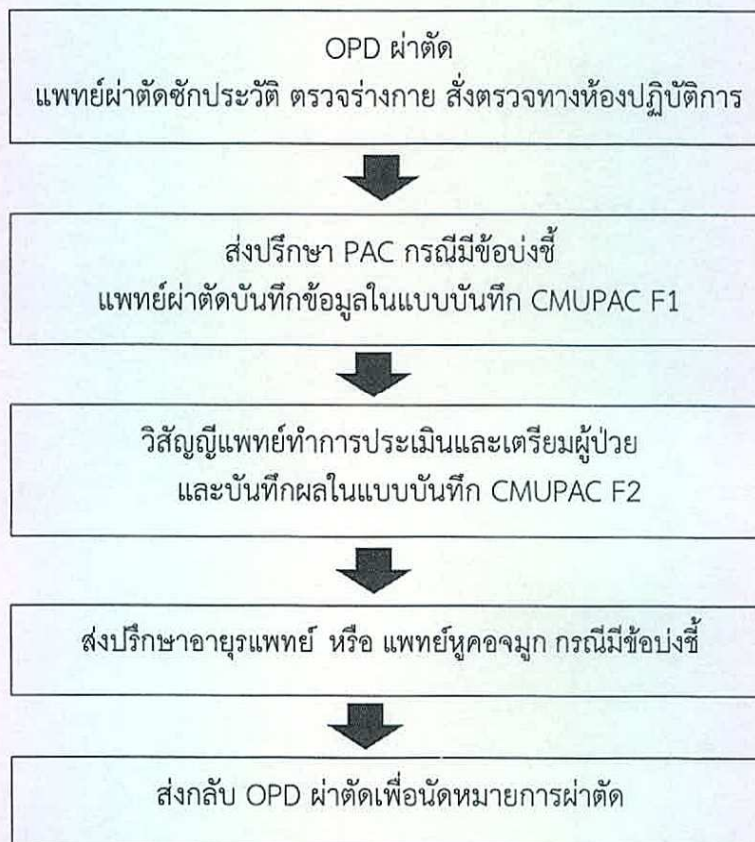 OPD ผ่าตัด
แพทย์ผ่าตัดซักประวัติ ตรวจร่างกาย สั่งตรวจทางห้องปฏิบัติการ
ส่งปรึกษา PAC กรณีมีข้อบ่งชี้
แพทย์ผ่าตัดบันทึกข้อมูลในแบบบันทึก CMUPAC F1
วิสัญญีแพทย์ทำการประเมินและเตรียมผู้ป่วย
และบันทึกผลในแบบบันทึก CMUPAC F2
ส่งปรึกษาอายุรแพทย์ หรือ แพทย์หูคอจมูก กรณีมีข้อบ่งชี้
ส่งกลับ OPD ผ่าตัดเพื่อนัดหมายการผ่าตัด